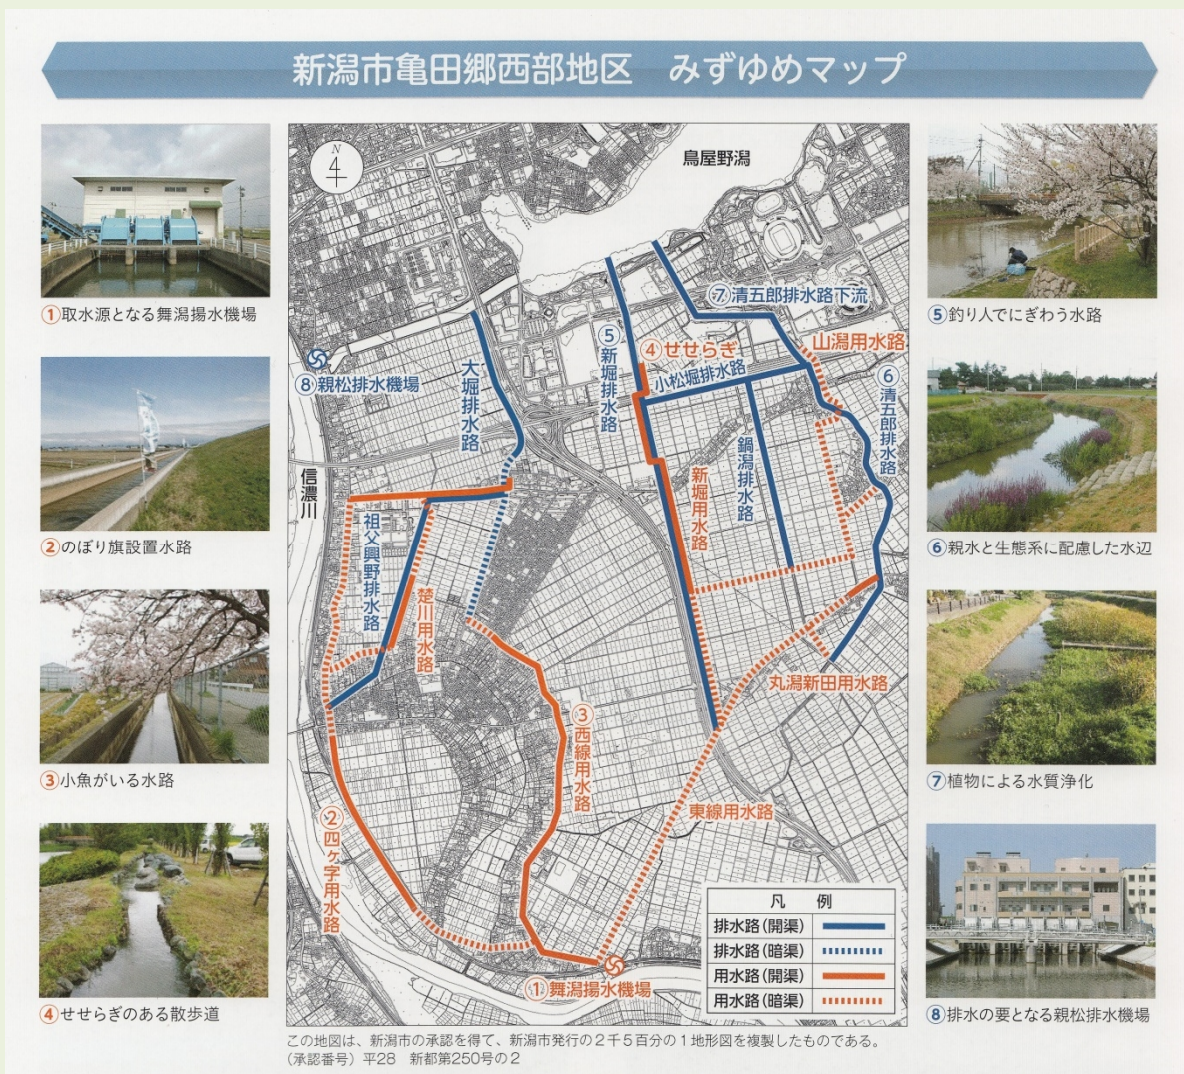 新潟市亀田郷西部地区 みずゆめマップ
①取水源となる舞潟揚水機場
②のぼり旗設置水路
③小魚がいる水路
④せせらぎのある散歩道
N
4
鳥屋野潟
⑦清五郎排水路下流
山潟用水路
④せせらぎ
小松堀排水路
⑤新堀排水路
⑥清五郎排水路
大堀排水路
⑧親松排水機場
信濃川
鍋潟排水路
新堀用水路
祖父興野排水路
楚川用水路
丸潟新田用水路
③西線用水路
東線用水路
②四ヶ字用水路
①舞潟揚水機場
凡 例
排水路(開渠)
排水路(暗渠)
用水路(開渠)
用水路(暗渠)
⑤釣り人でにぎわう水路
⑥親水と生態系に配慮した水辺
⑦植物による水質浄化
⑧排水の要となる親松排水機場
この地図は、新潟市の承認を得て、新潟市発行の2千5百分の1地形図を複製したものである。
(承認番号)平28 新都第250号の2